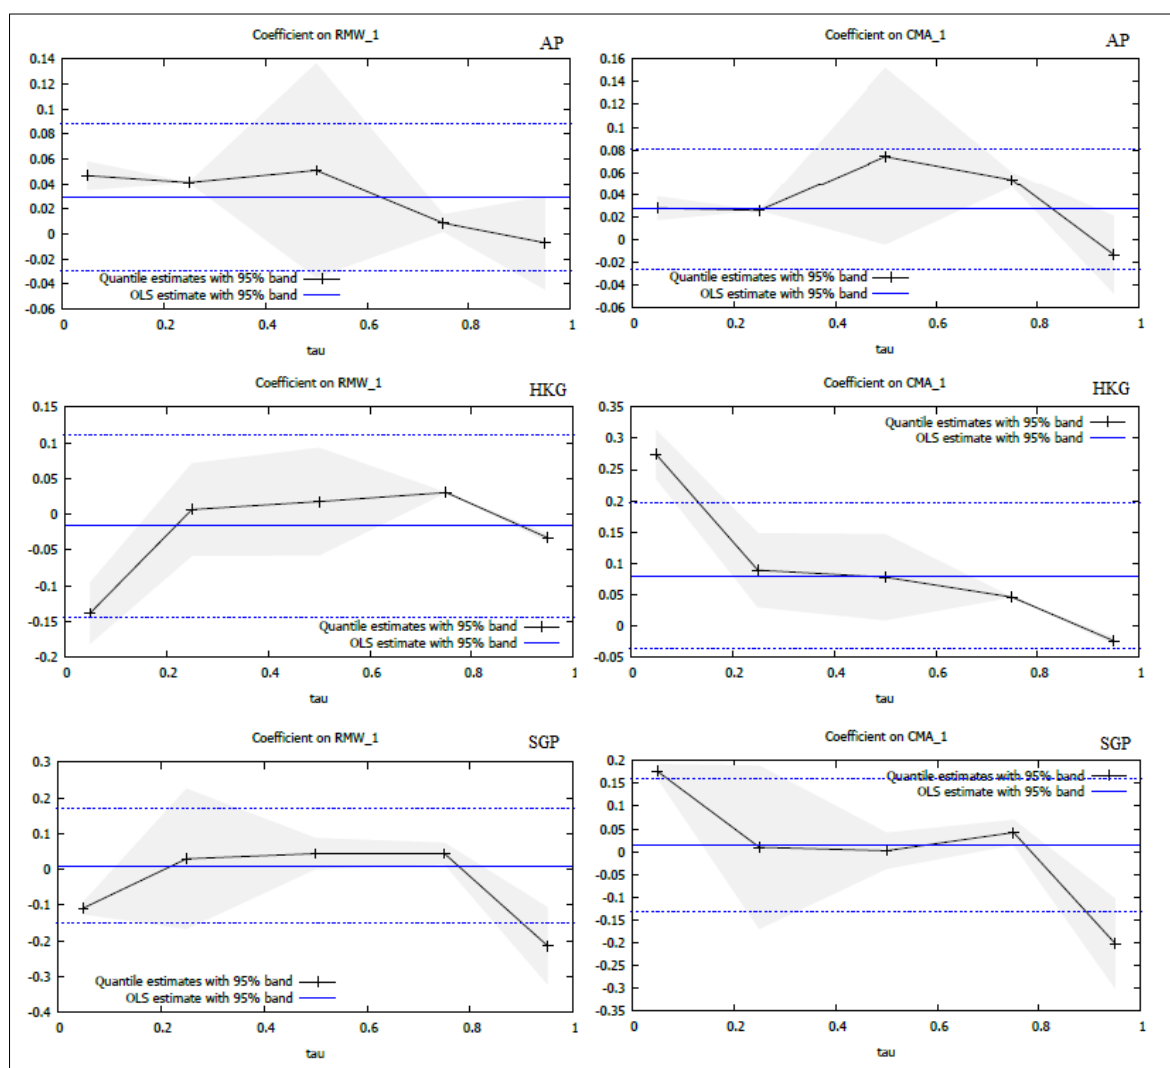 Coefficient on RMW_1 AP
0.14
0.12
0.1
0.08
0.06
0.04
0.02
0
-0.02
-0.04
-0.06
Quantile estimates with 95% band
OLS estimate with 95% band
0 0.2 0.4 0.6 0.8 1
tau
Coefficient on CMA_1 AP
0.16
0.14
0.12
0.1
0.08
0.06
0.04
0.02
0
-0.02
-0.04
-0.06
Quantile estimates with 95% band
OLS estimate with 95% band
0 0.2 0.4 0.6 0.8 1
tau
Coefficient on RMW_1 HKG
0.15
0.1
0.05
0
-0.05
-0.1
-0.15
-0.2
Quantile estimates with 95% band
OLS estimate with 95% band
0 0.2 0.4 0.6 0.8 1
tau
Coefficient on CMA_1 HKG
0.35
0.3
0.25
0.2
0.15
0.1
0.05
0
-0.05
Quantile estimates with 95% band
OLS estimate with 95% band
0 0.2 0.4 0.6 0.8 1
tau
Coefficient on RMW_1 SGP
0.3
0.2
0.1
0
-0.1
-0.2
-0.3
-0.4
Quantile estimates with 95% band
OLS estimate with 95% band
0 0.2 0.4 0.6 0.8 1
tau
Coefficient on CMA_1 SGP
0.2
0.15
0.1
0.05
0
-0.05
-0.1
-0.15
-0.2
-0.25
-0.3
-0.35
Quantile estimates with 95% band
OLS estimate with 95% band
0 0.2 0.4 0.6 0.8 1
tau